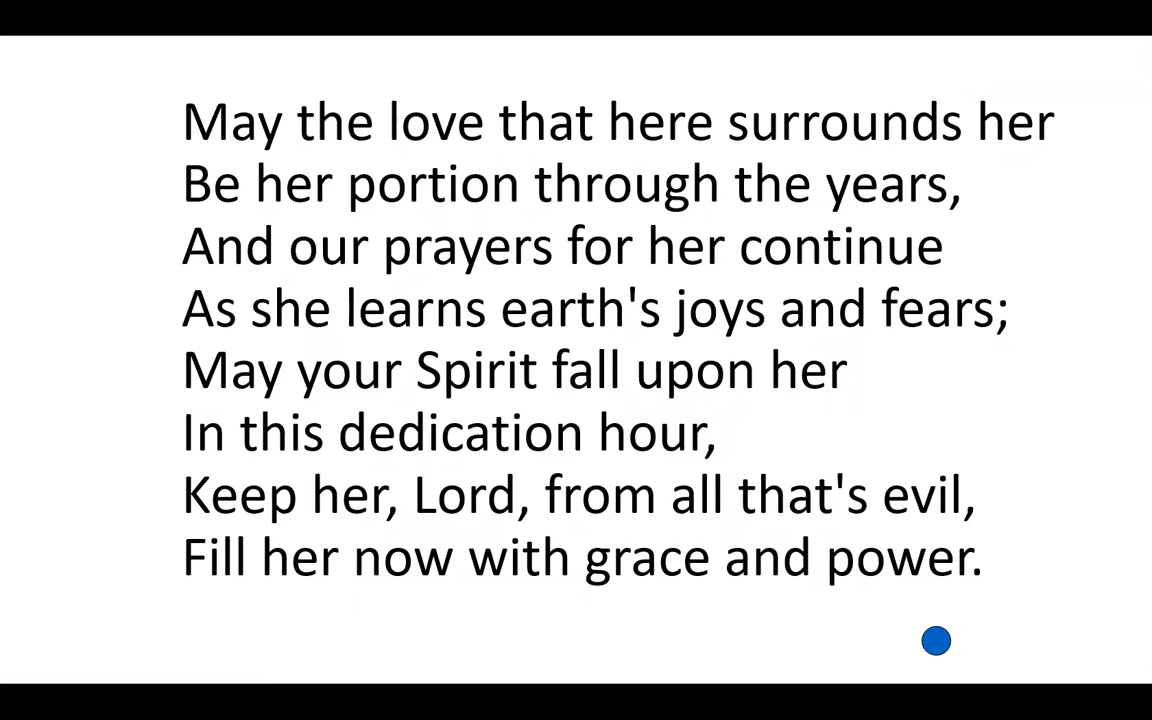 May the love that here surrounds her
Be her portion through the years,
And our prayers for her continue
As she learns earth's joys and fears;
May your Spirit fall upon her
In this dedication hour,
Keep her, Lord, from all that's evil,
Fill her now with grace and power.